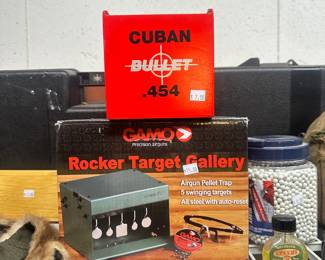 CUBAN
BULLET
.454
GAMO
Precision airguns
Rocker Target Gallery
Airgun Pellet Trap
5 swinging targets
All steel with auto-reset